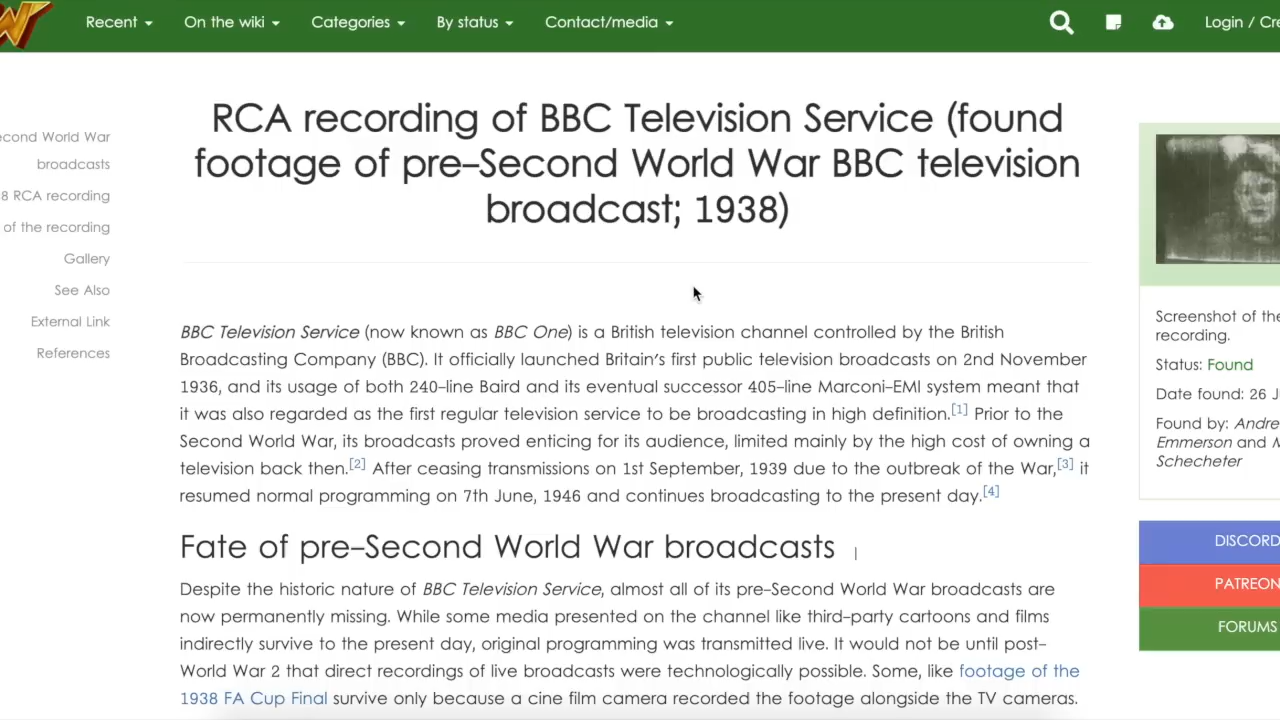 Recent
On the wiki
Categories
By status
Contact/media
Login / Cre
RCA recording of BBC Television Service (found
footage of pre–Second World War BBC television
broadcast; 1938)
econd World War
broadcasts
8 RCA recording
of the recording
Gallery
See Also
External Link
References
BBC Television Service (now known as BBC One) is a British television channel controlled by the British
Broadcasting Company (BBC). It officially launched Britain's first public television broadcasts on 2nd November
1936, and its usage of both 240-line Baird and its eventual successor 405-line Marconi-EMI system meant that
it was also regarded as the first regular television service to be broadcasting in high definition.[1] Prior to the
Second World War, its broadcasts proved enticing for its audience, limited mainly by the high cost of owning a
television back then.[2] After ceasing transmissions on 1st September, 1939 due to the outbreak of the War,[3] it
resumed normal programming on 7th June, 1946 and continues broadcasting to the present day.[4]
Fate of pre–Second World War broadcasts
Despite the historic nature of BBC Television Service, almost all of its pre-Second World War broadcasts are
now permanently missing. While some media presented on the channel like third-party cartoons and films
indirectly survive to the present day, original programming was transmitted live. It would not be until post-
World War 2 that direct recordings of live broadcasts were technologically possible. Some, like footage of the
1938 FA Cup Final survive only because a cine film camera recorded the footage alongside the TV cameras.
Screenshot of the
recording.
Status: Found
Date found: 26 J
Found by: Andre
Emmerson and M
Schecheter
DISCORD
PATREON
FORUMS